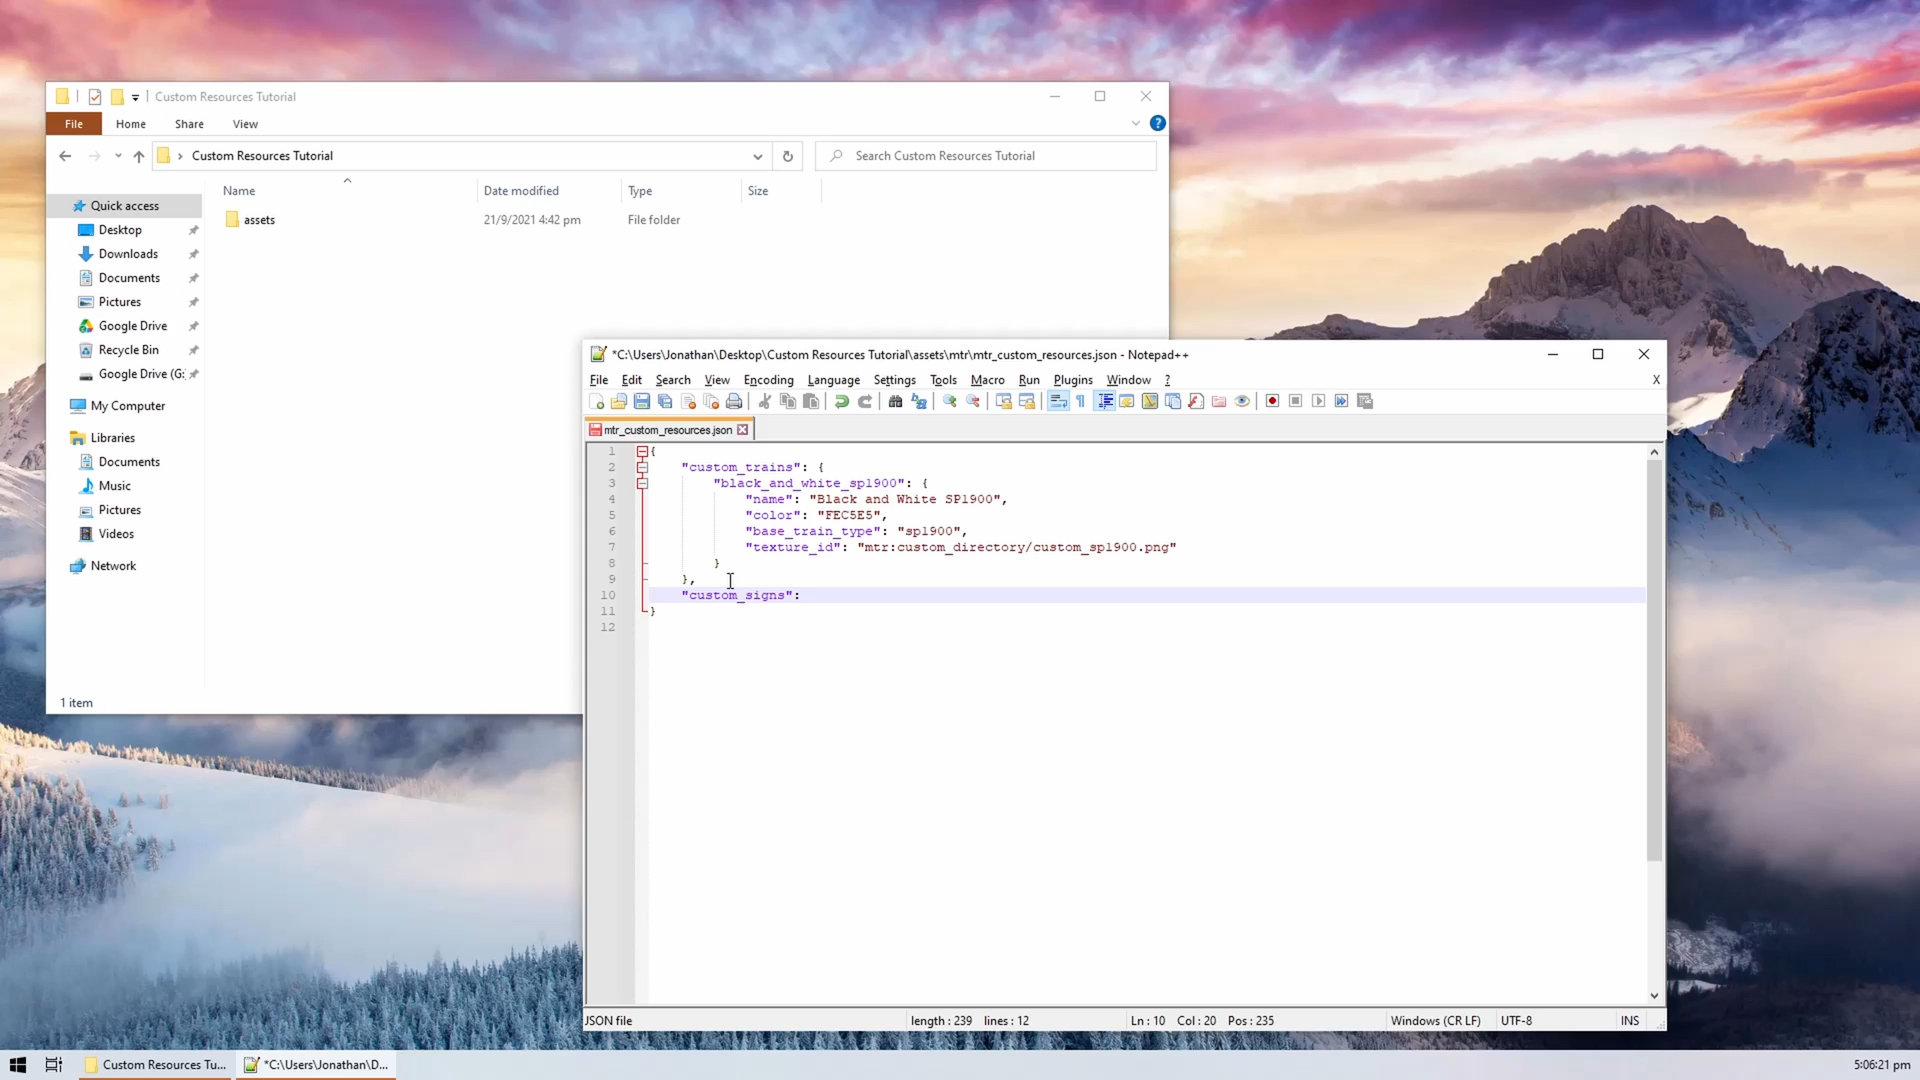 Custom Resources Tutorial
File Home Share View
Custom Resources Tutorial
Search Custom Resources Tutorial
Name Date modified Type Size
assets 21/9/2021 4:42 pm File folder
Quick access
Desktop
Downloads
Documents
Pictures
Google Drive
Recycle Bin
Google Drive (G:
My Computer
Libraries
Documents
Music
Pictures
Videos
Network
1 item
*C:\Users\Jonathan\Desktop\Custom Resources Tutorial\assets\mtr\mtr_custom_resources.json - Notepad++
File Edit Search View Encoding Language Settings Tools Macro Run Plugins Window ? X
mtr_custom_resources.json
1 {
2 "custom_trains": {
3 "black_and_white_sp1900": {
4 "name": "Black and White SP1900",
5 "color": "FEC5E5",
6 "base_train_type": "sp1900",
7 "texture_id": "mtr:custom_directory/custom_sp1900.png"
8 }
9 },
10 "custom_signs":
11 }
12
JSON file length : 239 lines : 12 Ln : 10 Col : 20 Pos : 235 Windows (CR LF) UTF-8 INS
Custom Resources Tu... *C:\Users\Jonathan\D... 5:06:21 pm